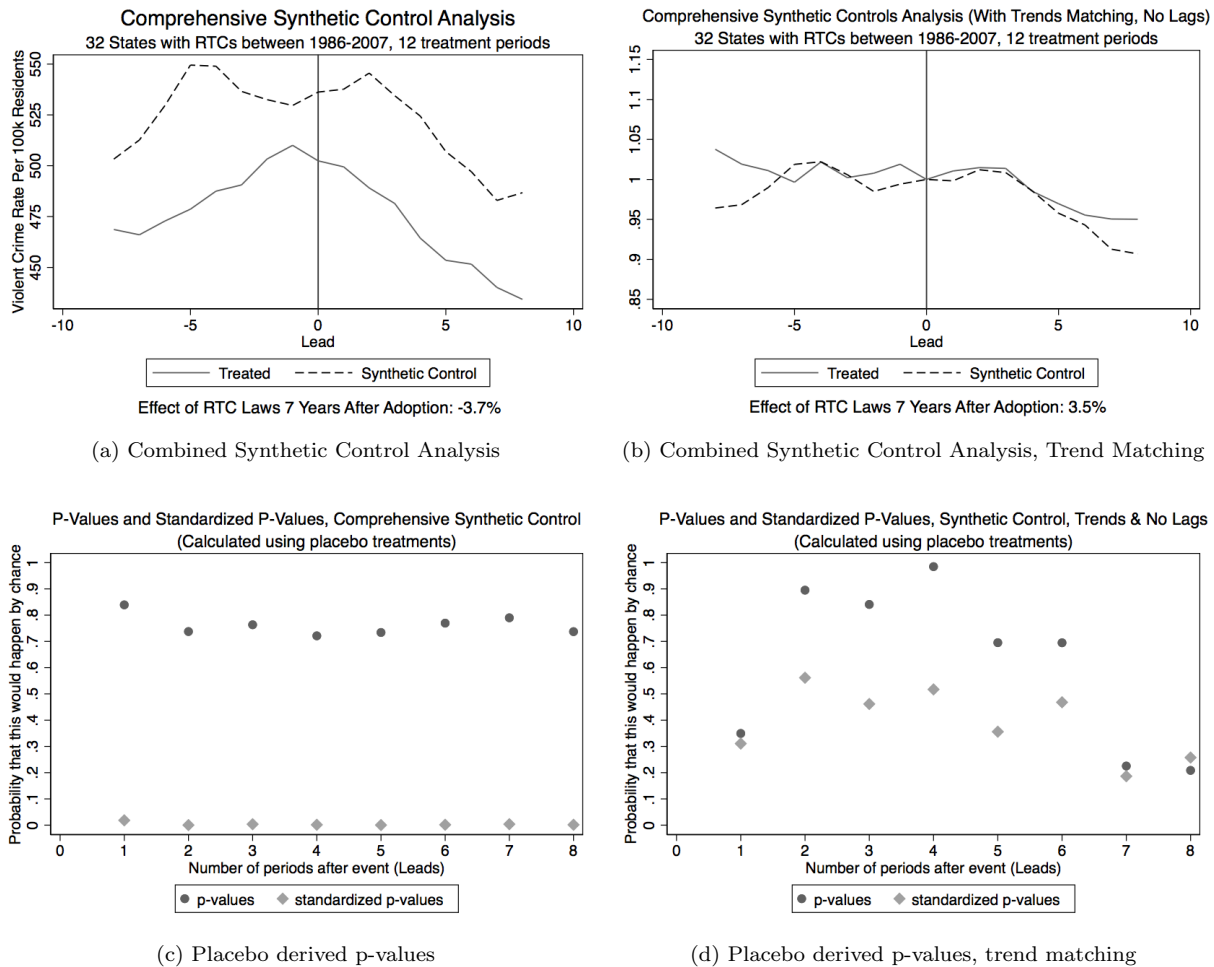 Comprehensive Synthetic Control Analysis
32 States with RTCs between 1986-2007, 12 treatment periods
Violent Crime Rate Per 100k Residents
550
525
500
475
450
-10
-5
0
5
10
Lead
Treated
Synthetic Control
Effect of RTC Laws 7 Years After Adoption: -3.7%
(a) Combined Synthetic Control Analysis
Comprehensive Synthetic Controls Analysis (With Trends Matching, No Lags)
32 States with RTCs between 1986-2007, 12 treatment periods
1.15
1.1
1.05
1
.95
.9
.85
-10
-5
0
5
10
Lead
Treated
Synthetic Control
Effect of RTC Laws 7 Years After Adoption: 3.5%
(b) Combined Synthetic Control Analysis, Trend Matching
P-Values and Standardized P-Values, Comprehensive Synthetic Control
(Calculated using placebo treatments)
Probability that this would happen by chance
1
.9
.8
.7
.6
.5
.4
.3
.2
.1
0
0
1
2
3
4
5
6
7
8
Number of periods after event (Leads)
p-values
standardized p-values
(c) Placebo derived p-values
P-Values and Standardized P-Values, Synthetic Control, Trends & No Lags
(Calculated using placebo treatments)
Probability that this would happen by chance
1
.9
.8
.7
.6
.5
.4
.3
.2
.1
0
0
1
2
3
4
5
6
7
8
Number of periods after event (Leads)
p-values
standardized p-values
(d) Placebo derived p-values, trend matching